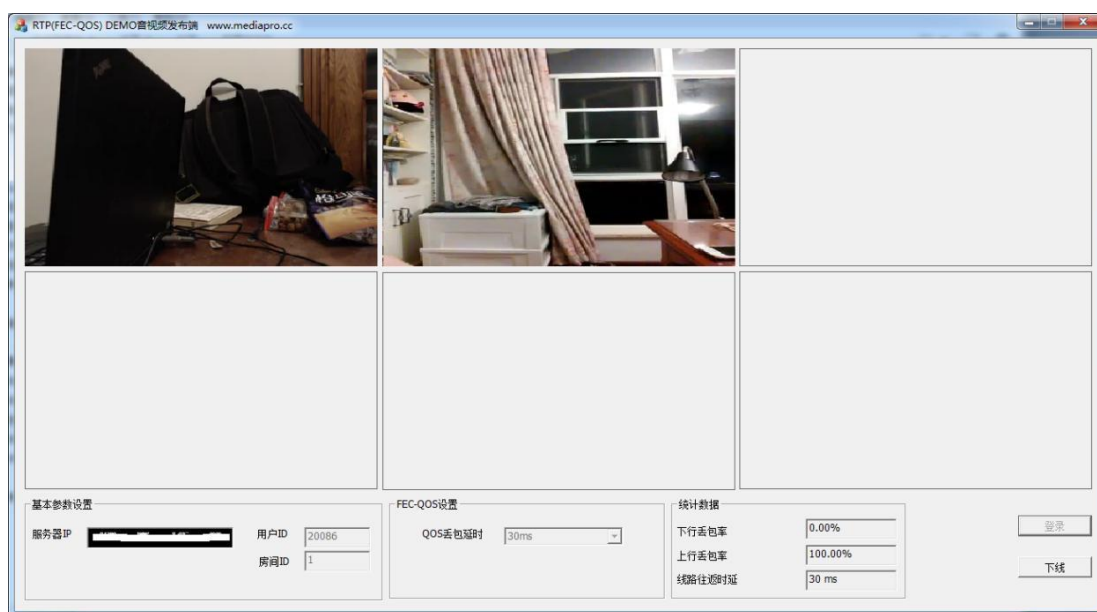 RTP(FEC-QOS) DEMO音视频发布端 www.mediapro.cc
基本参数设置
服务器IP
用户ID 20086
房间ID 1
FEC-QOS设置
QOS丢包延时 30ms
统计数据
下行丢包率 0.00%
上行丢包率 100.00%
线路往返时延 30 ms
登录
下线